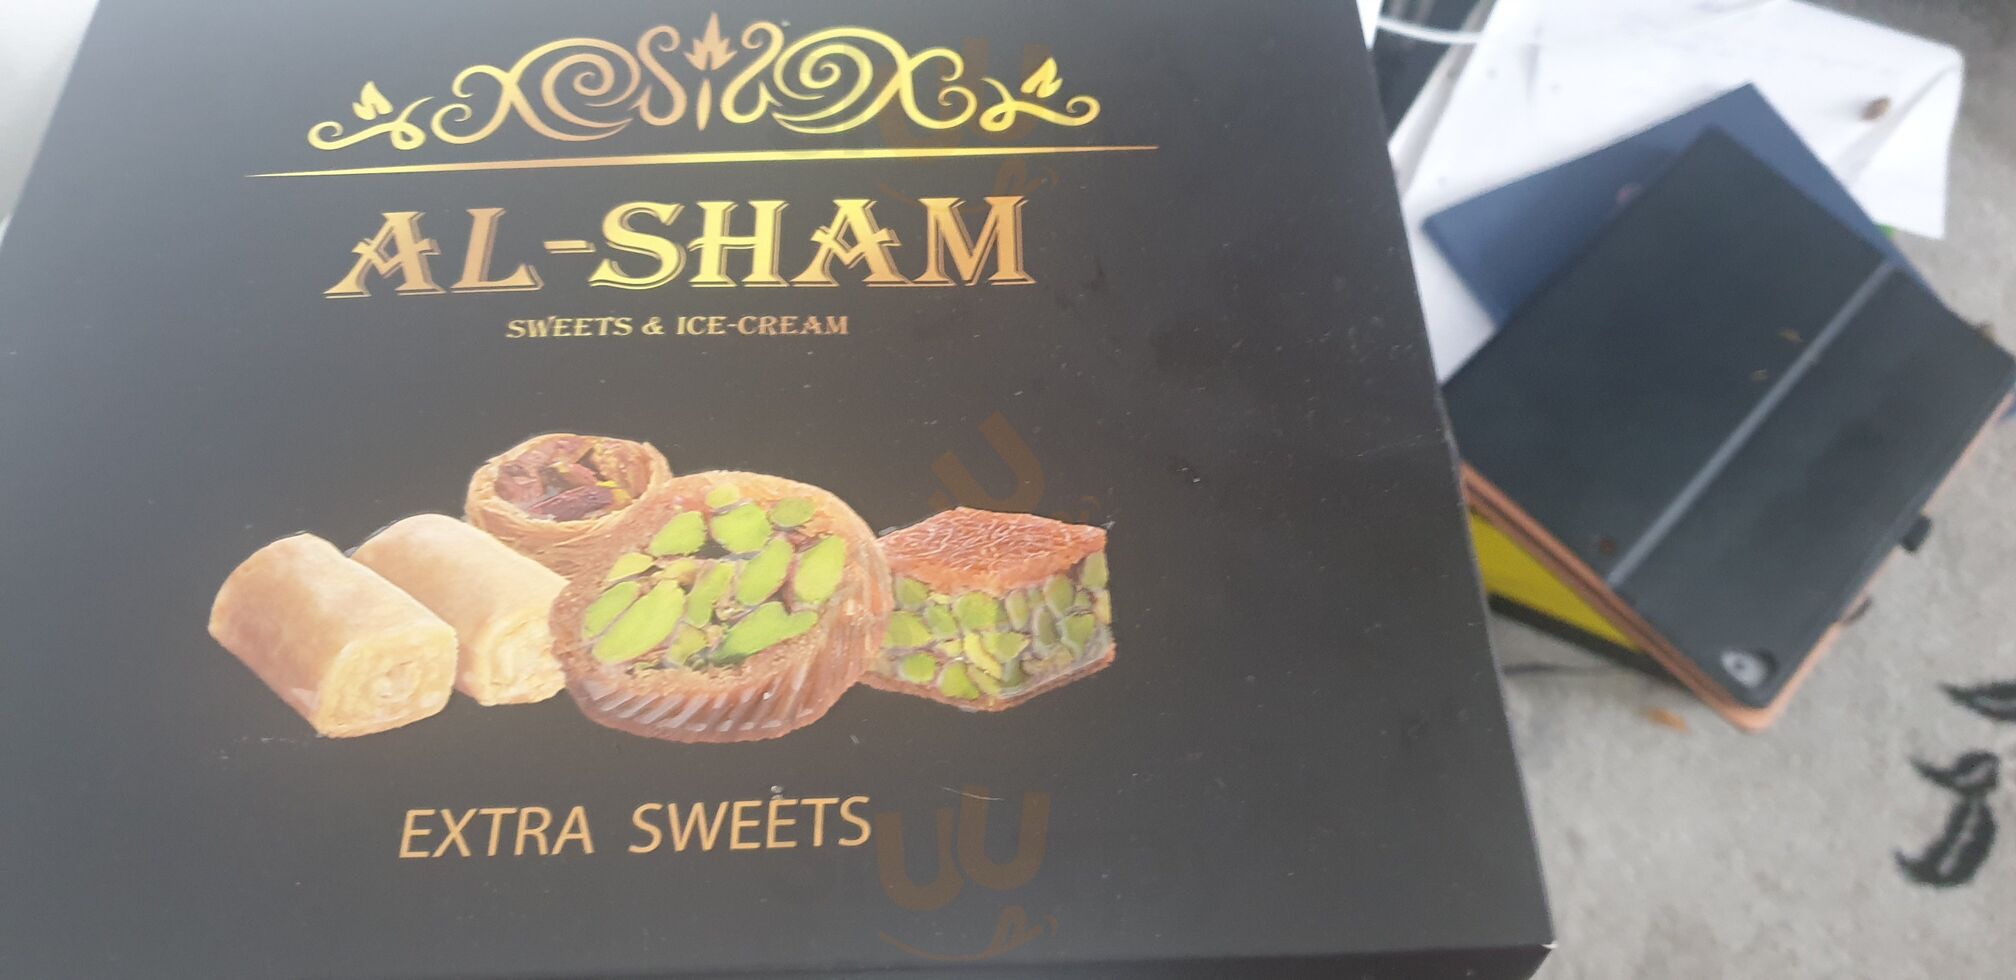 AL-SHAM
SWEETS & ICE-CREAM
EXTRA SWEETS